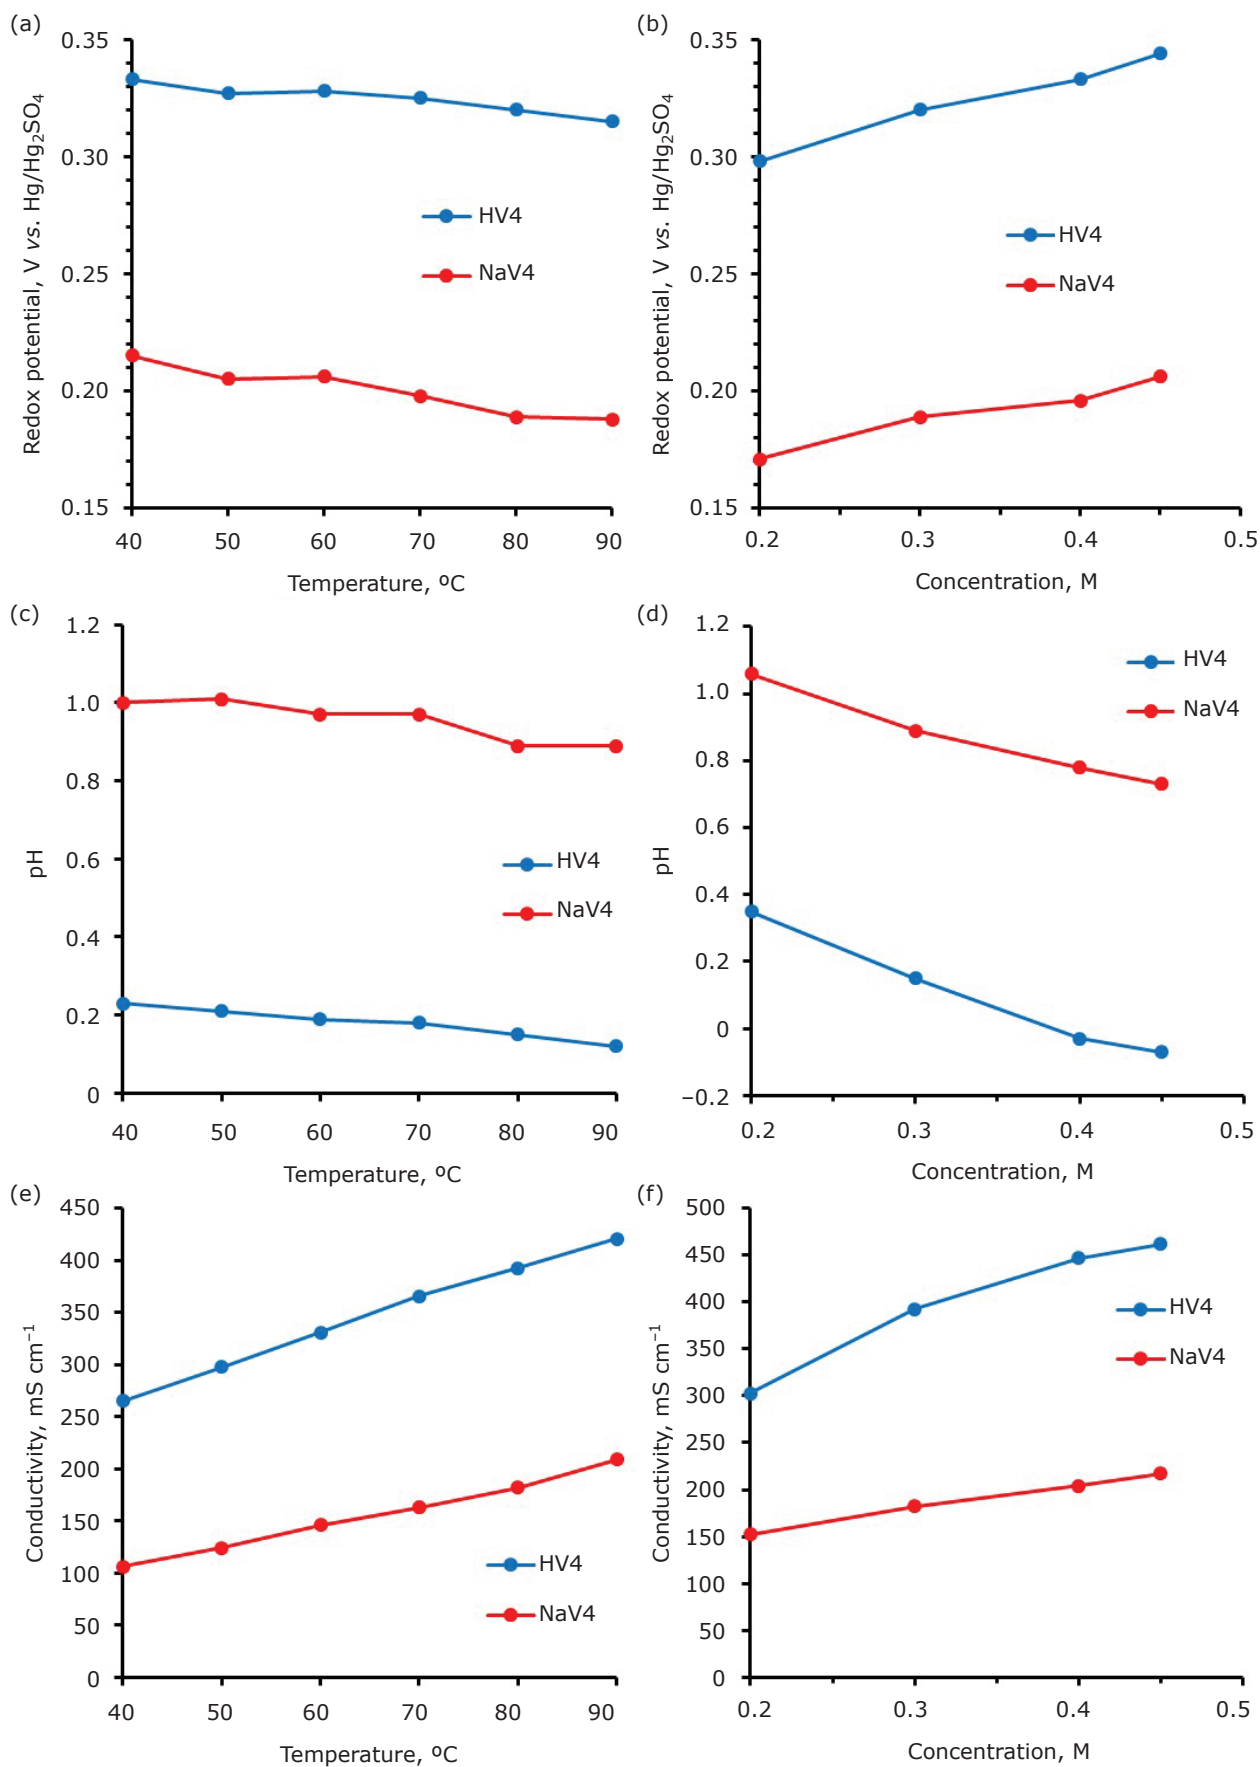 (a)
0.35
0.30
0.25
0.20
0.15
Redox potential, V vs. Hg/Hg₂SO₄
HV4
NaV4
40 50 60 70 80 90
Temperature, ºC
(b)
0.35
0.30
0.25
0.20
0.15
Redox potential, V vs. Hg/Hg₂SO₄
HV4
NaV4
0.2 0.3 0.4 0.5
Concentration, M
(c)
1.2
1.0
0.8
0.6
0.4
0.2
0
pH
HV4
NaV4
40 50 60 70 80 90
Temperature, ºC
(d)
1.2
1.0
0.8
0.6
0.4
0.2
0
–0.2
pH
HV4
NaV4
0.2 0.3 0.4 0.5
Concentration, M
(e)
450
400
350
300
250
200
150
100
50
0
Conductivity, mS cm⁻¹
HV4
NaV4
40 50 60 70 80 90
Temperature, ºC
(f)
500
450
400
350
300
250
200
150
100
50
0
Conductivity, mS cm⁻¹
HV4
NaV4
0.2 0.3 0.4 0.5
Concentration, M